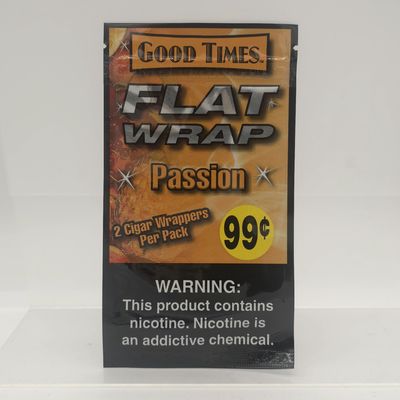 GOOD TIMES
FLAT
WRAP
Passion
2 Cigar Wrappers
Per Pack
99¢
WARNING:
This product contains
nicotine. Nicotine is
an addictive chemical.